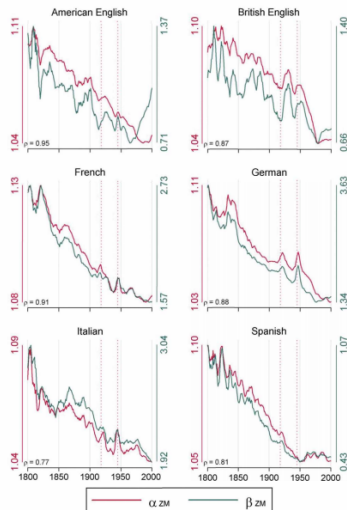 American English
British English
1.11
1.04
1.37
0.71
ρ = 0.95
1.10
1.04
1.40
0.66
ρ = 0.87
French
German
1.13
1.08
2.73
1.57
ρ = 0.91
1.11
1.03
3.63
1.34
ρ = 0.88
Italian
Spanish
1.09
1.04
3.04
1.92
ρ = 0.77
1.10
1.05
1.07
0.43
ρ = 0.81
1800 1850 1900 1950 2000
1800 1850 1900 1950 2000
α ZM
β ZM